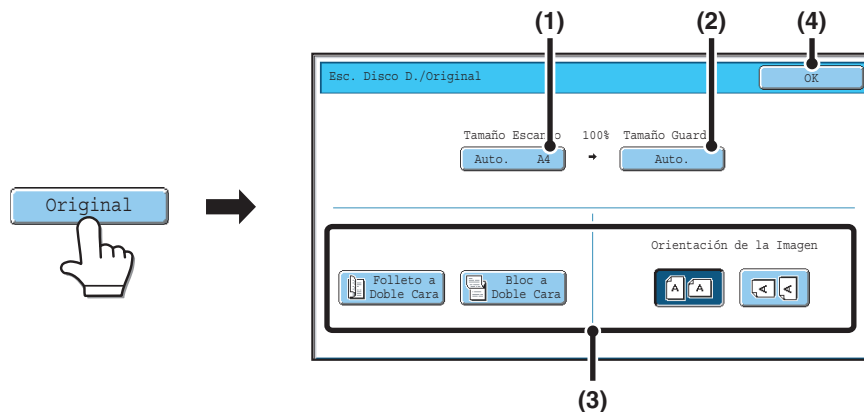 (1)
(2)
(4)
Esc. Disco D./Original
OK
Tamaño Escaneo 100% Tamaño Guard
Auto. A4
Auto.
Original
Orientación de la Imagen
Folleto a
Doble Cara
Bloc a
Doble Cara
A A
A A
(3)